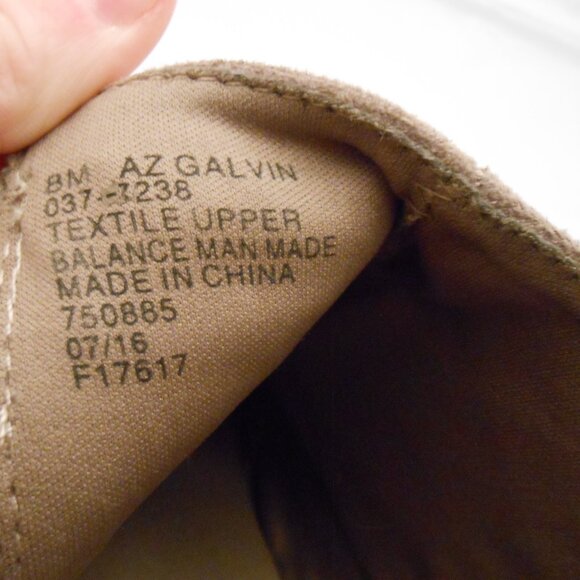 8M AZ GALVIN
037-3238
TEXTILE UPPER
BALANCE MAN MADE
MADE IN CHINA
750885
07/16
F17617